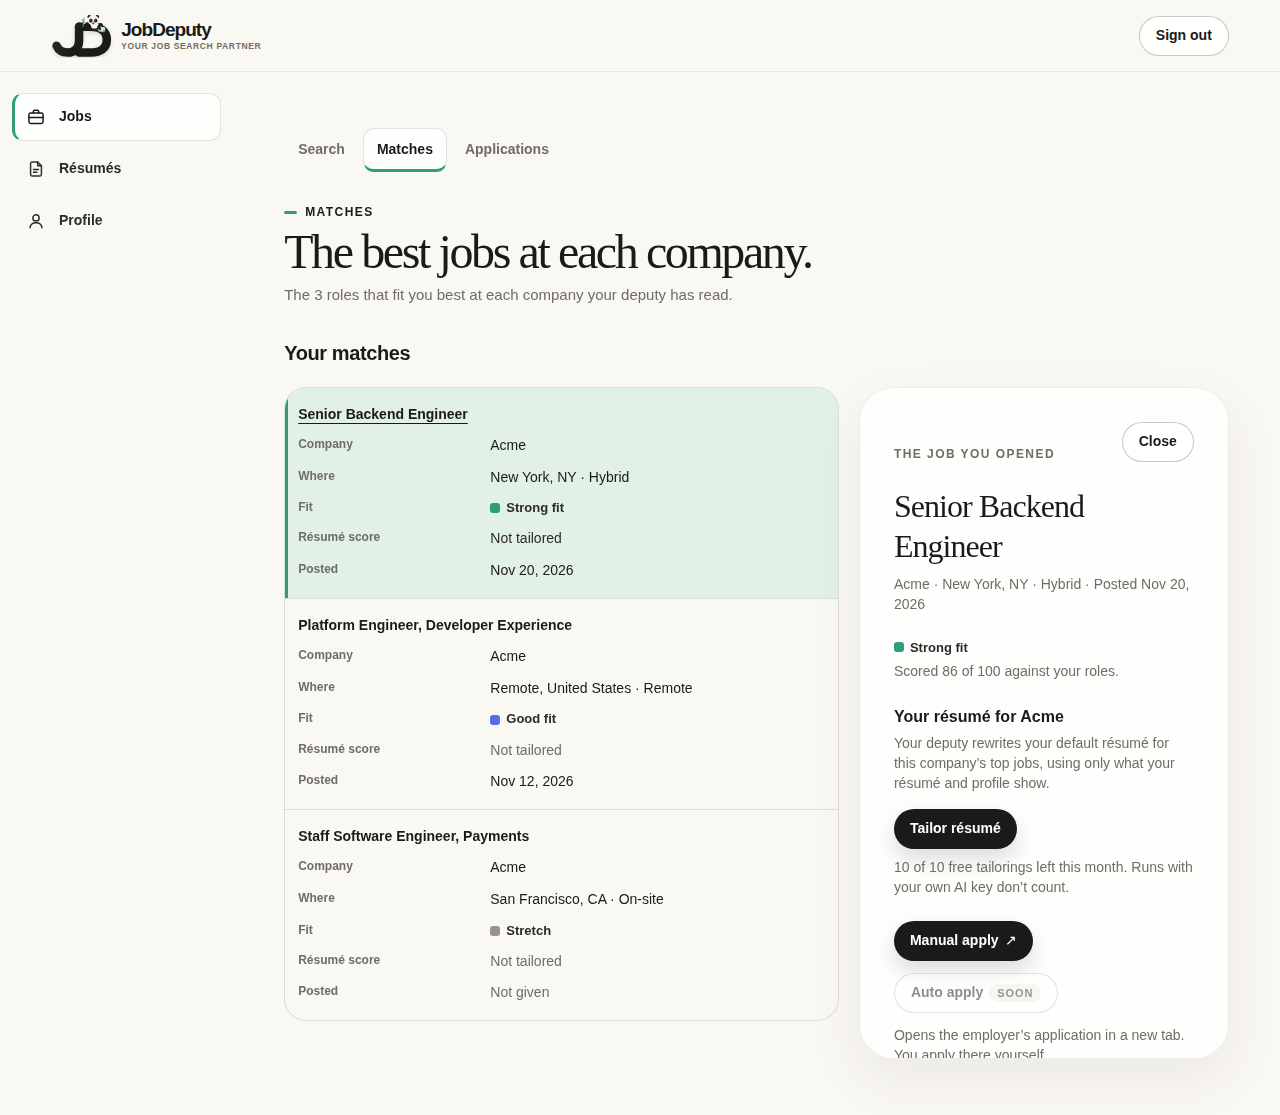 JobDeputy
YOUR JOB SEARCH PARTNER
Sign out
Jobs
Résumés
Profile
Search
Matches
Applications
MATCHES
The best jobs at each company.
The 3 roles that fit you best at each company your deputy has read.
Your matches
Senior Backend Engineer
Company
Acme
Where
New York, NY · Hybrid
Fit
Strong fit
Résumé score
Not tailored
Posted
Nov 20, 2026
Platform Engineer, Developer Experience
Company
Acme
Where
Remote, United States · Remote
Fit
Good fit
Résumé score
Not tailored
Posted
Nov 12, 2026
Staff Software Engineer, Payments
Company
Acme
Where
San Francisco, CA · On-site
Fit
Stretch
Résumé score
Not tailored
Posted
Not given
THE JOB YOU OPENED
Close
Senior Backend
Engineer
Acme · New York, NY · Hybrid · Posted Nov 20,
2026
Strong fit
Scored 86 of 100 against your roles.
Your résumé for Acme
Your deputy rewrites your default résumé for
this company’s top jobs, using only what your
résumé and profile show.
Tailor résumé
10 of 10 free tailorings left this month. Runs with
your own AI key don’t count.
Manual apply ↗
Auto apply SOON
Opens the employer’s application in a new tab.
You apply there yourself